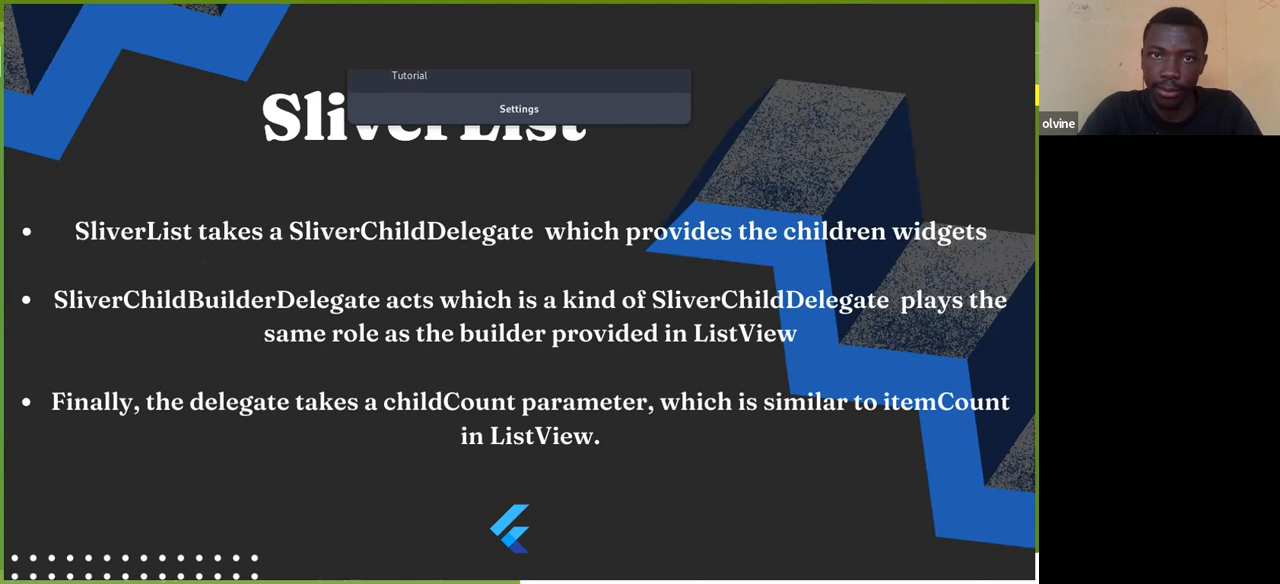 Tutorial
Settings
SliverList
olvine
SliverList takes a SliverChildDelegate which provides the children widgets
SliverChildBuilderDelegate acts which is a kind of SliverChildDelegate plays the
same role as the builder provided in ListView
Finally, the delegate takes a childCount parameter, which is similar to itemCount
in ListView.